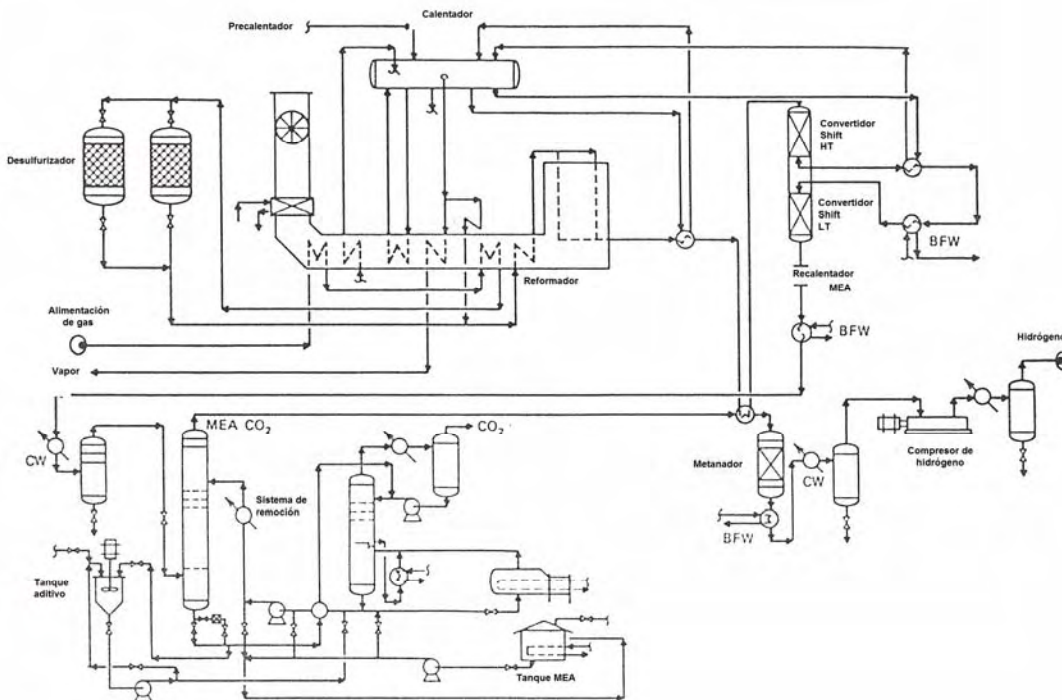 Precalentador
Calentador
Desulfurizador
Convertidor
Shift
HT
Convertidor
Shift
LT
BFW
Reformador
Recalentador
MEA
Alimentación
de gas
BFW
Vapor
Hidrógeno
MEA CO₂
CO₂
CW
Sistema de
remoción
Metanador
CW
Compresor de
hidrógeno
BFW
Tanque
aditivo
Tanque MEA